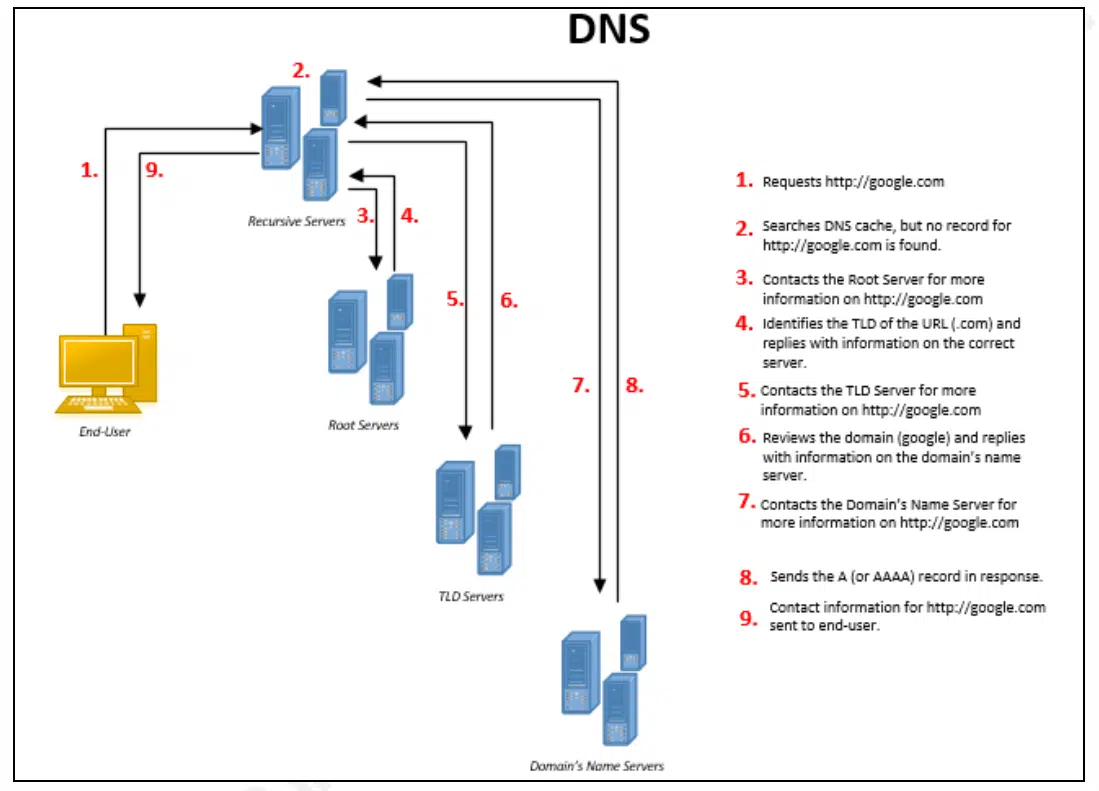 DNS
2.
1.
9.
Recursive Servers
3.
4.
5.
6.
7.
8.
End-User
Root Servers
TLD Servers
Domain's Name Servers
1. Requests http://google.com
2. Searches DNS cache, but no record for
http://google.com is found.
3. Contacts the Root Server for more
information on http://google.com
4. Identifies the TLD of the URL (.com) and
replies with information on the correct
server.
5. Contacts the TLD Server for more
information on http://google.com
6. Reviews the domain (google) and replies
with information on the domain's name
server.
7. Contacts the Domain's Name Server for
more information on http://google.com
8. Sends the A (or AAAA) record in response.
9. Contact information for http://google.com
sent to end-user.